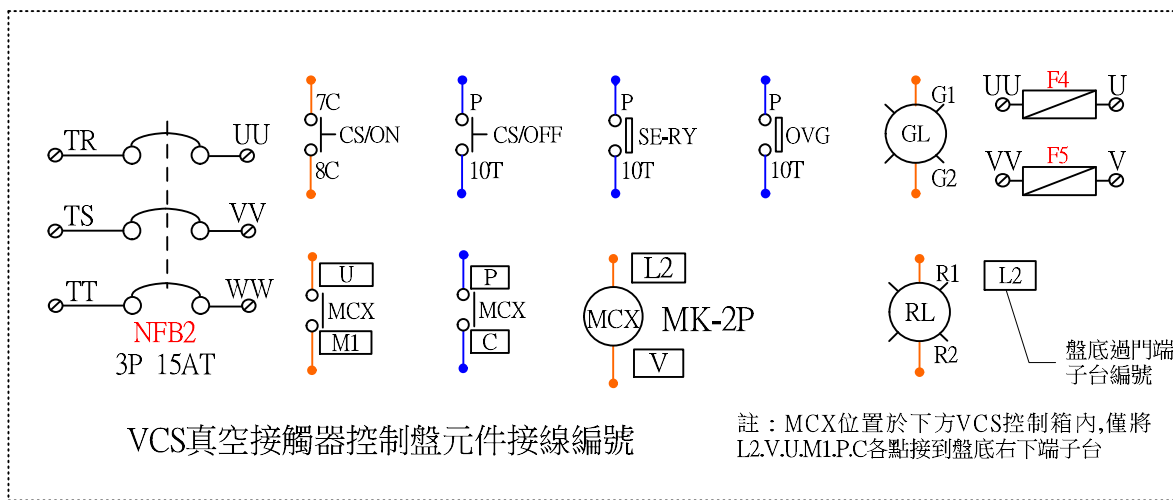 TR
UU
TS
VV
TT
WW
NFB2
3P 15AT
7C
CS/ON
8C
P
CS/OFF
10T
P
SE-RY
10T
P
OVG
10T
G1
GL
G2
UU
F4
U
VV
F5
V
U
MCX
M1
P
MCX
C
L2
MCX
MK-2P
V
R1
RL
R2
L2
盤底過門端
子台編號
VCS真空接觸器控制盤元件接線編號
註：MCX位置於下方VCS控制箱內,僅將
L2.V.U.M1.P.C各點接到盤底右下端子台